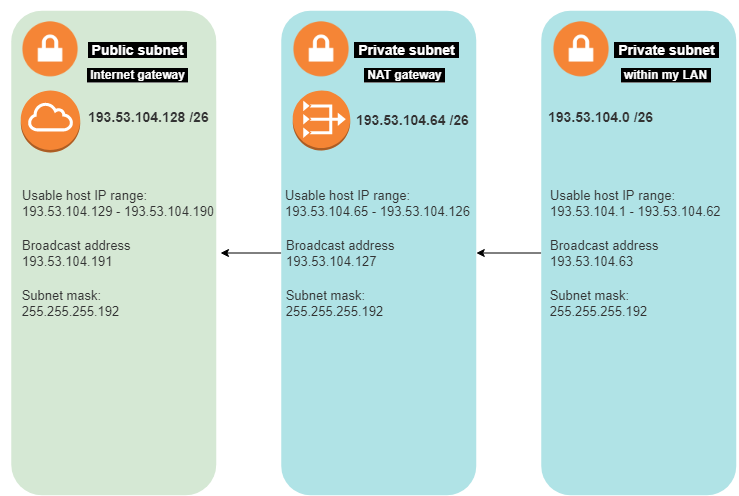 Public subnet
Internet gateway
193.53.104.128 /26
Usable host IP range:
193.53.104.129 - 193.53.104.190
Broadcast address
193.53.104.191
Subnet mask:
255.255.255.192
Private subnet
NAT gateway
193.53.104.64 /26
Usable host IP range:
193.53.104.65 - 193.53.104.126
Broadcast address
193.53.104.127
Subnet mask:
255.255.255.192
Private subnet
within my LAN
193.53.104.0 /26
Usable host IP range:
193.53.104.1 - 193.53.104.62
Broadcast address
193.53.104.63
Subnet mask:
255.255.255.192